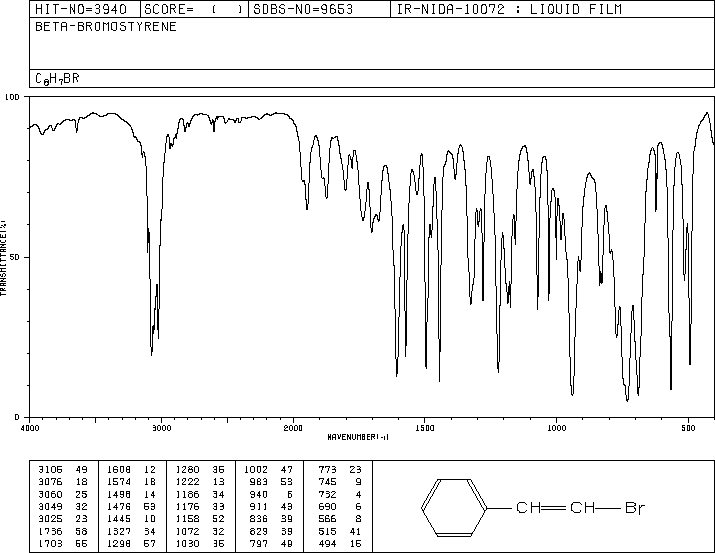 HIT-NO=3940 SCORE= ( ) SDBS-NO=9653 IR-NIDA-10072 : LIQUID FILM
BETA-BROMOSTYRENE
C8H7BR
100
50
0
TRANSMITTANCE(%)
4000 3000 2000 1500 1000 500
WAVENUMBER(-1)
3105 49 1608 12 1280 35 1002 47 773 23
3076 18 1574 18 1222 13 983 53 745 9
3060 25 1498 14 1186 34 940 6 732 4
3049 32 1476 53 1176 33 911 43 690 6
3025 23 1445 10 1158 52 836 39 566 8
1736 58 1327 34 1072 32 829 39 515 41
1703 55 1298 57 1030 35 797 49 494 15
CH CH Br